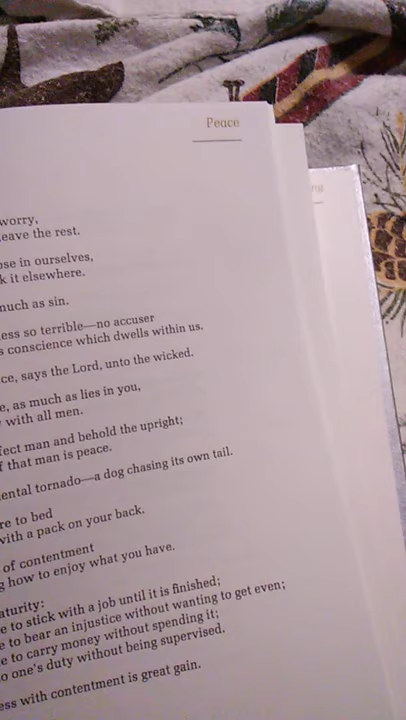 Peace
worry,
eave the rest.
ose in ourselves,
k it elsewhere.
much as sin.
ess so terrible—no accuser
s conscience which dwells within us.
ce, says the Lord, unto the wicked.
e, as much as lies in you,
with all men.
fect man and behold the upright;
f that man is peace.
ental tornado—a dog chasing its own tail.
re to bed
with a pack on your back.
of contentment
g how to enjoy what you have.
aturity:
e to stick with a job until it is finished;
e to bear an injustice without wanting to get even;
e to carry money without spending it;
o one's duty without being supervised.
ess with contentment is great gain.